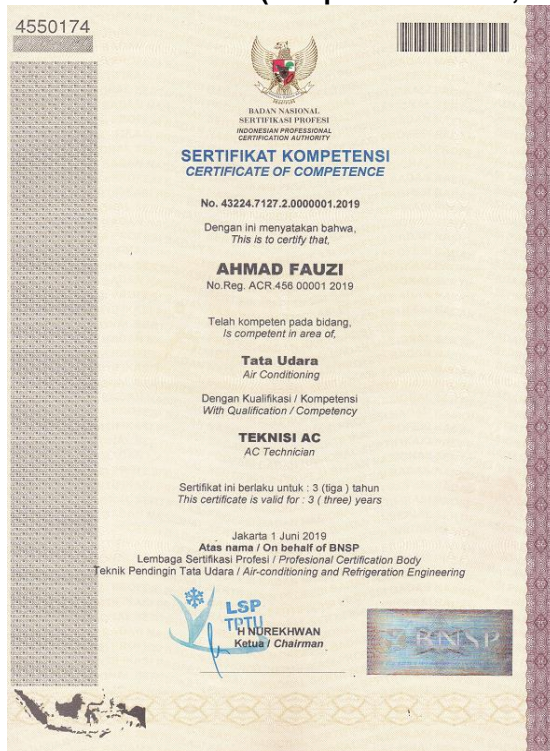 4550174
BADAN NASIONAL
SERTIFIKASI PROFESI
INDONESIAN PROFESSIONAL
CERTIFICATION AUTHORITY
SERTIFIKAT KOMPETENSI
CERTIFICATE OF COMPETENCE
No. 43224.7127.2.0000001.2019
Dengan ini menyatakan bahwa,
This is to certify that,
AHMAD FAUZI
No.Reg. ACR.456 00001 2019
Telah kompeten pada bidang,
Is competent in area of,
Tata Udara
Air Conditioning
Dengan Kualifikasi / Kompetensi
With Qualification / Competency
TEKNISI AC
AC Technician
Sertifikat ini berlaku untuk : 3 (tiga ) tahun
This certificate is valid for : 3 ( three) years
Jakarta 1 Juni 2019
Atas nama / On behalf of BNSP
Lembaga Sertifikasi Profesi / Profesional Certification Body
Teknik Pendingin Tata Udara / Air-conditioning and Refrigeration Engineering
LSP
TPTU
H NUREKHWAN
Ketua / Chairman
BNSP